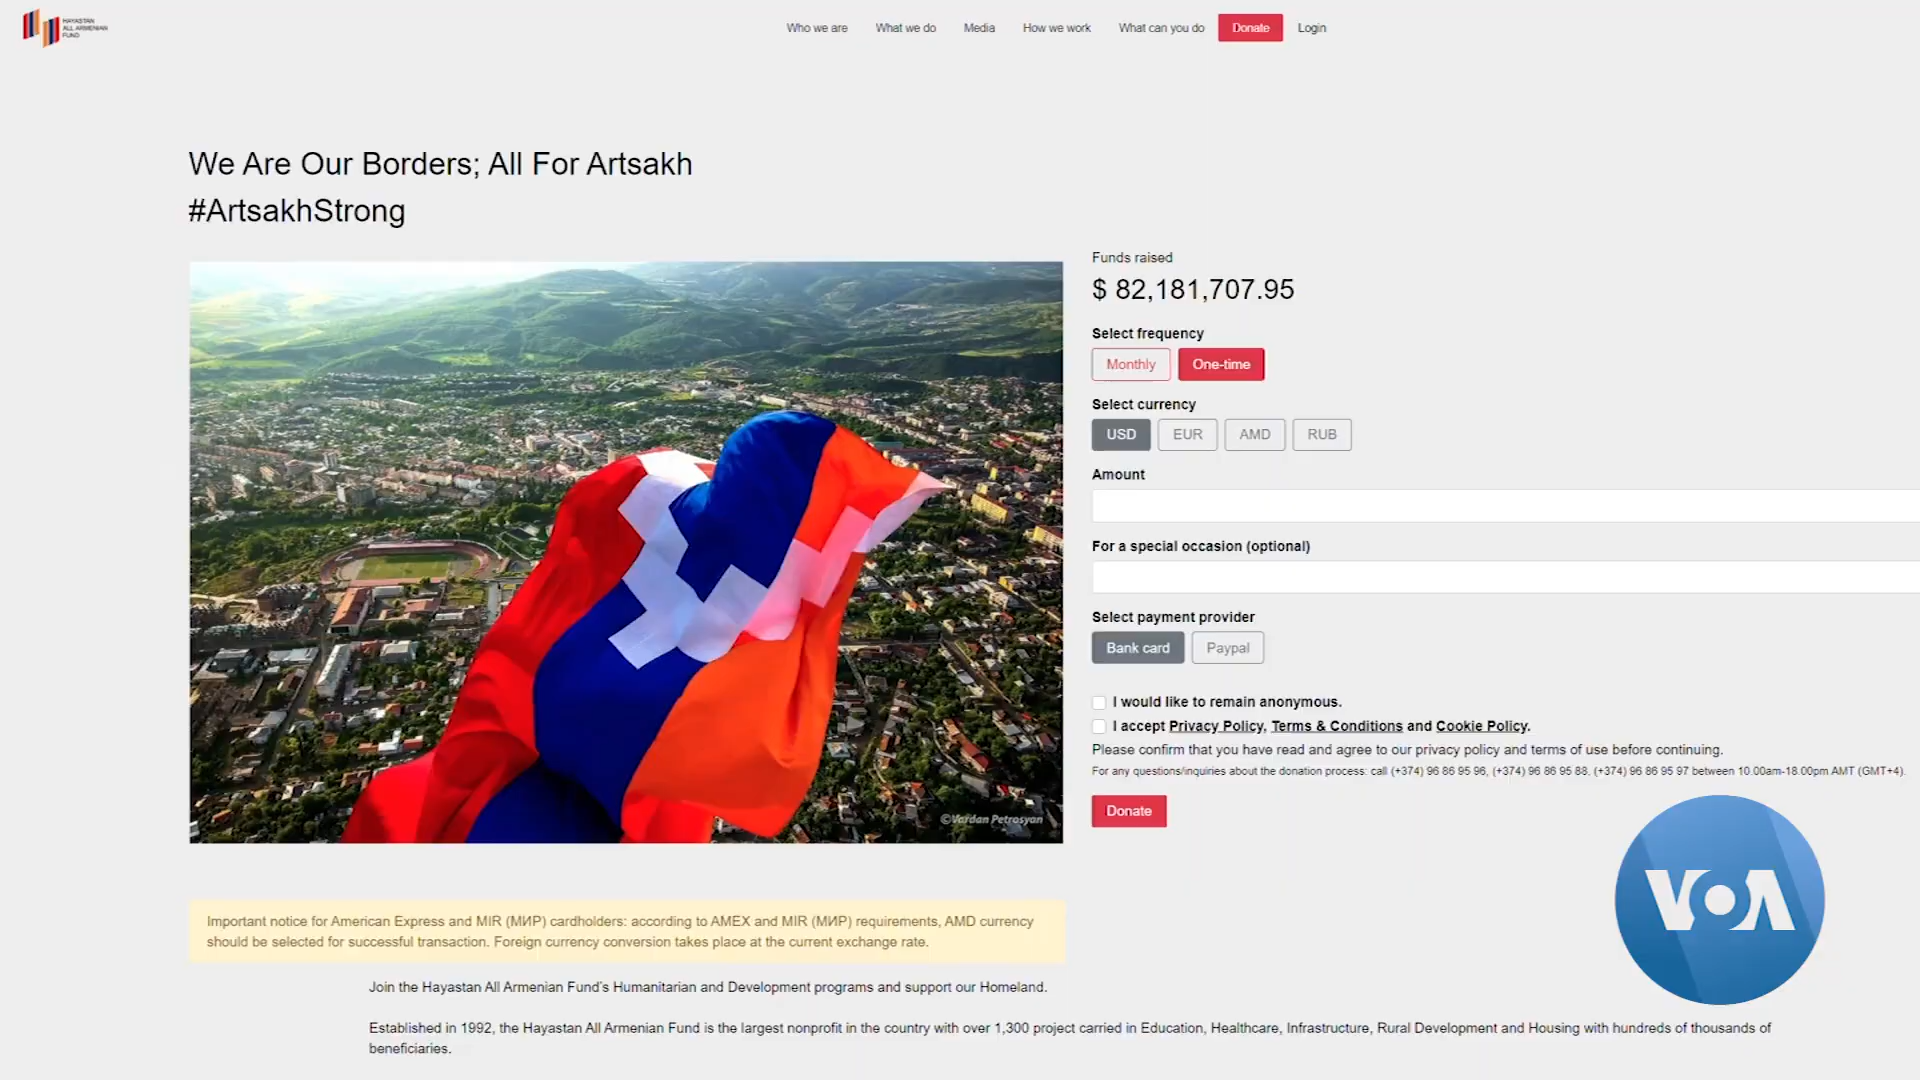 HAYASTAN
ALL ARMENIAN
FUND
Who we are
What we do
Media
How we work
What can you do
Donate
Login
We Are Our Borders; All For Artsakh
#ArtsakhStrong
©Vardan Petrosyan
Funds raised
$ 82,181,707.95
Select frequency
Monthly
One-time
Select currency
USD
EUR
AMD
RUB
Amount
For a special occasion (optional)
Select payment provider
Bank card
Paypal
I would like to remain anonymous.
I accept Privacy Policy, Terms & Conditions and Cookie Policy.
Please confirm that you have read and agree to our privacy policy and terms of use before continuing.
For any questions/inquiries about the donation process: call (+374) 96 86 95 96, (+374) 96 86 95 88, (+374) 96 86 95 97 between 10.00am-18.00pm AMT (GMT+4).
Donate
VOA
Important notice for American Express and MIR (МИР) cardholders: according to AMEX and MIR (МИР) requirements, AMD currency
should be selected for successful transaction. Foreign currency conversion takes place at the current exchange rate.
Join the Hayastan All Armenian Fund's Humanitarian and Development programs and support our Homeland.
Established in 1992, the Hayastan All Armenian Fund is the largest nonprofit in the country with over 1,300 project carried in Education, Healthcare, Infrastructure, Rural Development and Housing with hundreds of thousands of
beneficiaries.